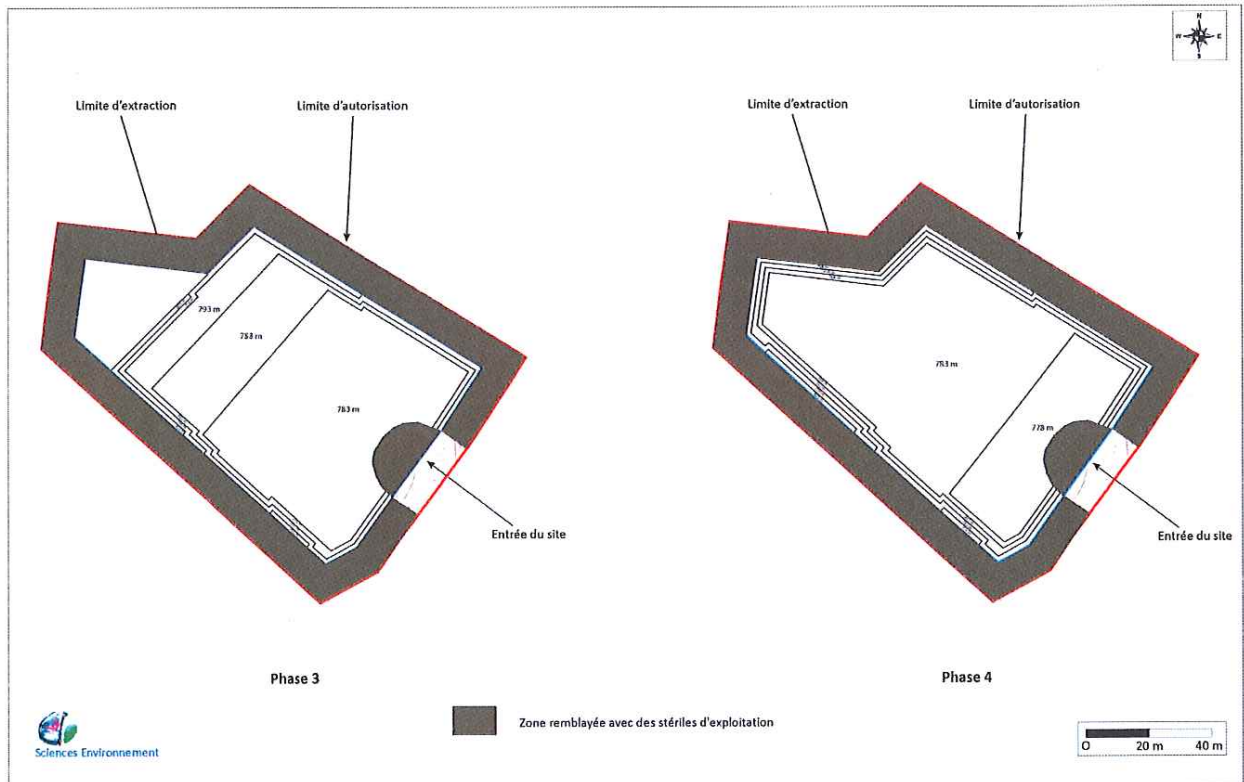 N
W E
S
Limite d'extraction
Limite d'autorisation
Limite d'extraction
Limite d'autorisation
793 m
788 m
783 m
783 m
778 m
Entrée du site
Entrée du site
Phase 3
Phase 4
Zone remblayée avec des stériles d'exploitation
Sciences Environnement
0 20 m 40 m